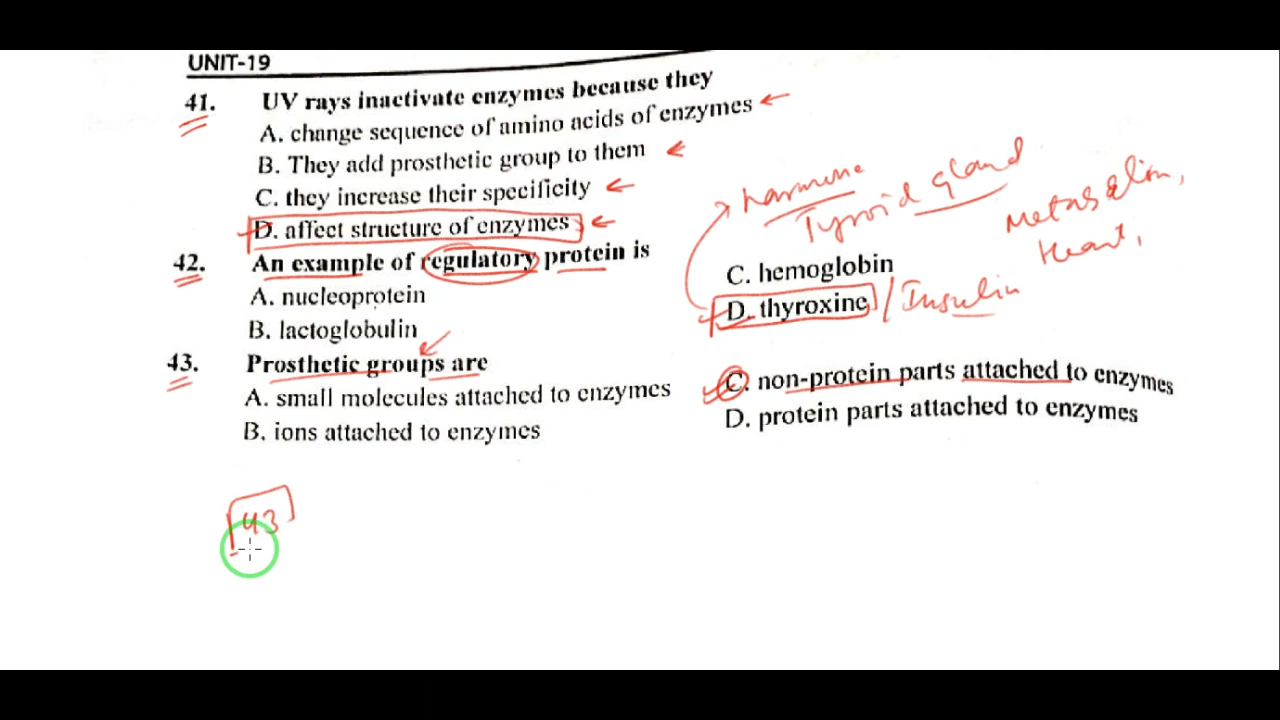 UNIT-19
41. UV rays inactivate enzymes because they
A. change sequence of amino acids of enzymes
B. They add prosthetic group to them
C. they increase their specificity
D. affect structure of enzymes
harmone
Tyroid gland
Metabolism,
Heart,
42. An example of regulatory protein is
A. nucleoprotein
B. lactoglobulin
C. hemoglobin
D. thyroxine / Insulin
43. Prosthetic groups are
A. small molecules attached to enzymes
B. ions attached to enzymes
C. non-protein parts attached to enzymes
D. protein parts attached to enzymes
43